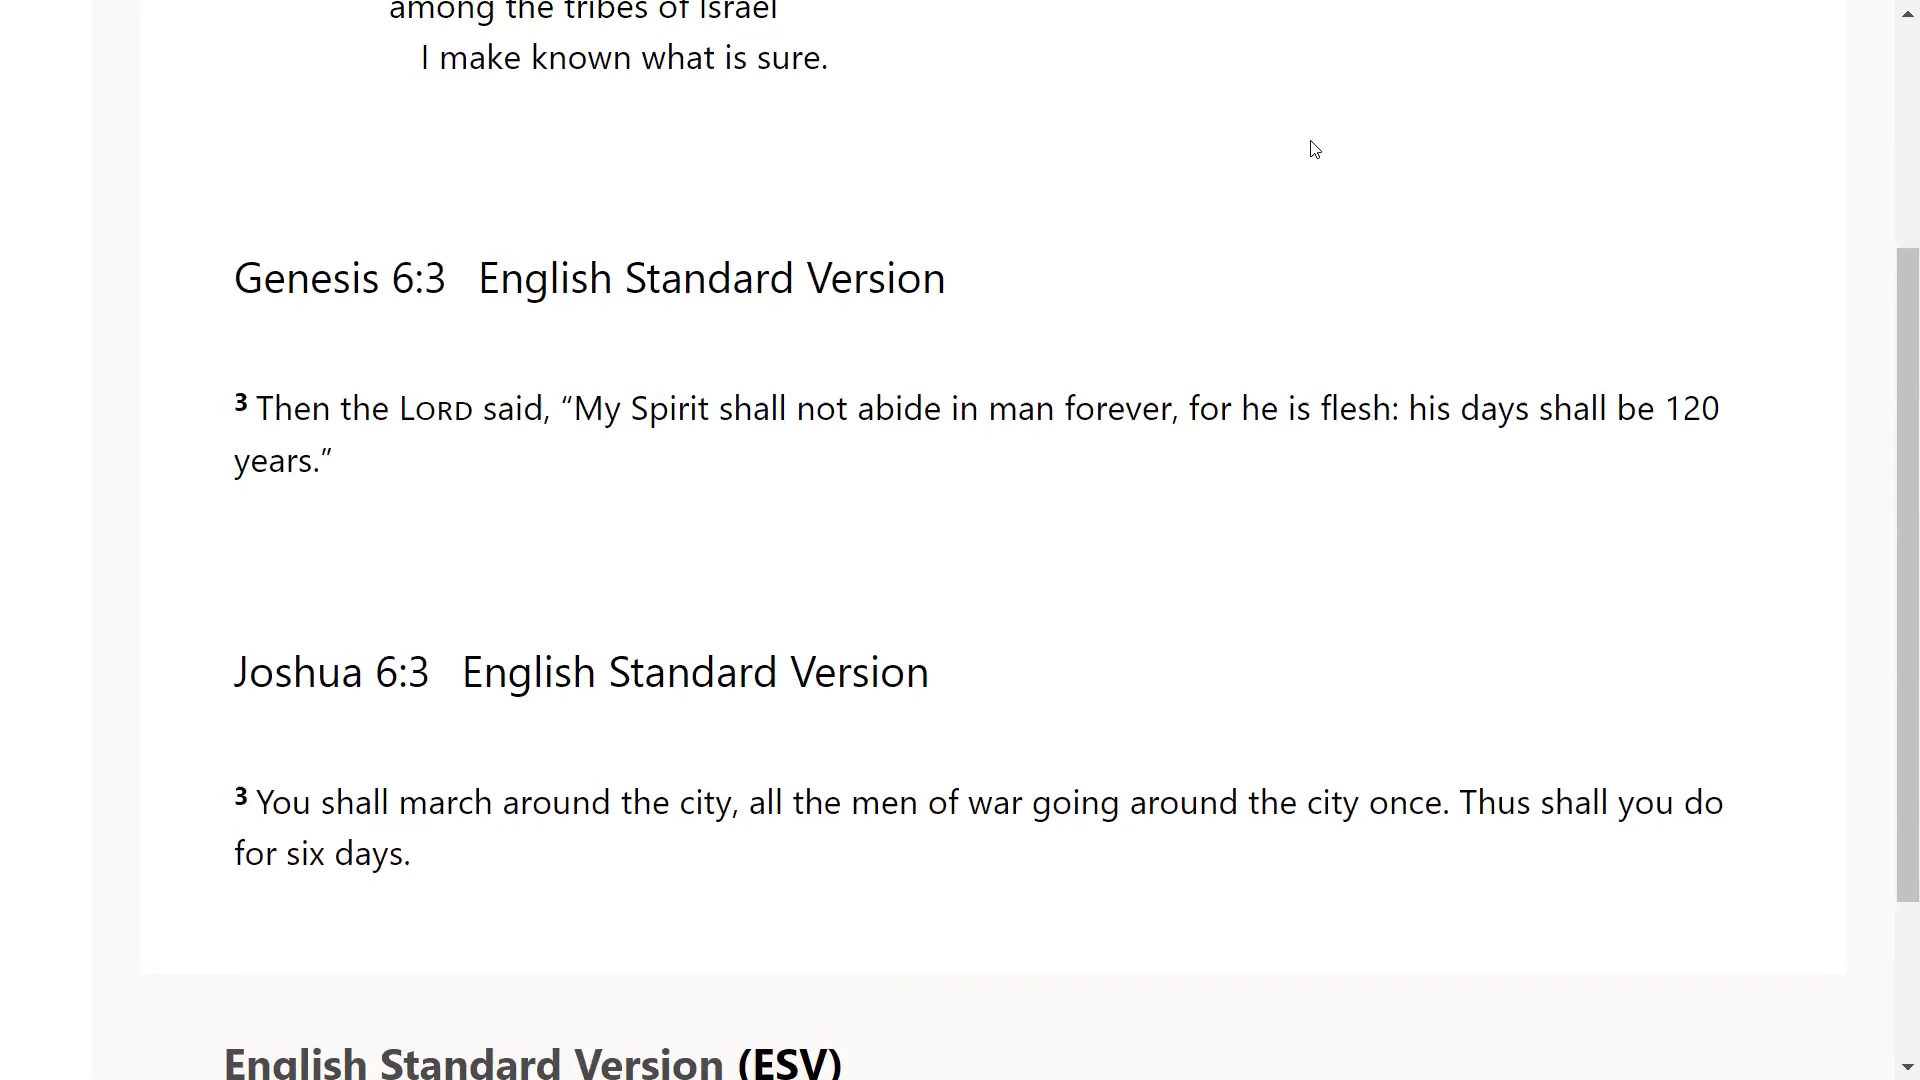 among the tribes of Israel
I make known what is sure.
Genesis 6:3 English Standard Version
3 Then the LORD said, “My Spirit shall not abide in man forever, for he is flesh: his days shall be 120
years.”
Joshua 6:3 English Standard Version
3 You shall march around the city, all the men of war going around the city once. Thus shall you do
for six days.
English Standard Version (ESV)